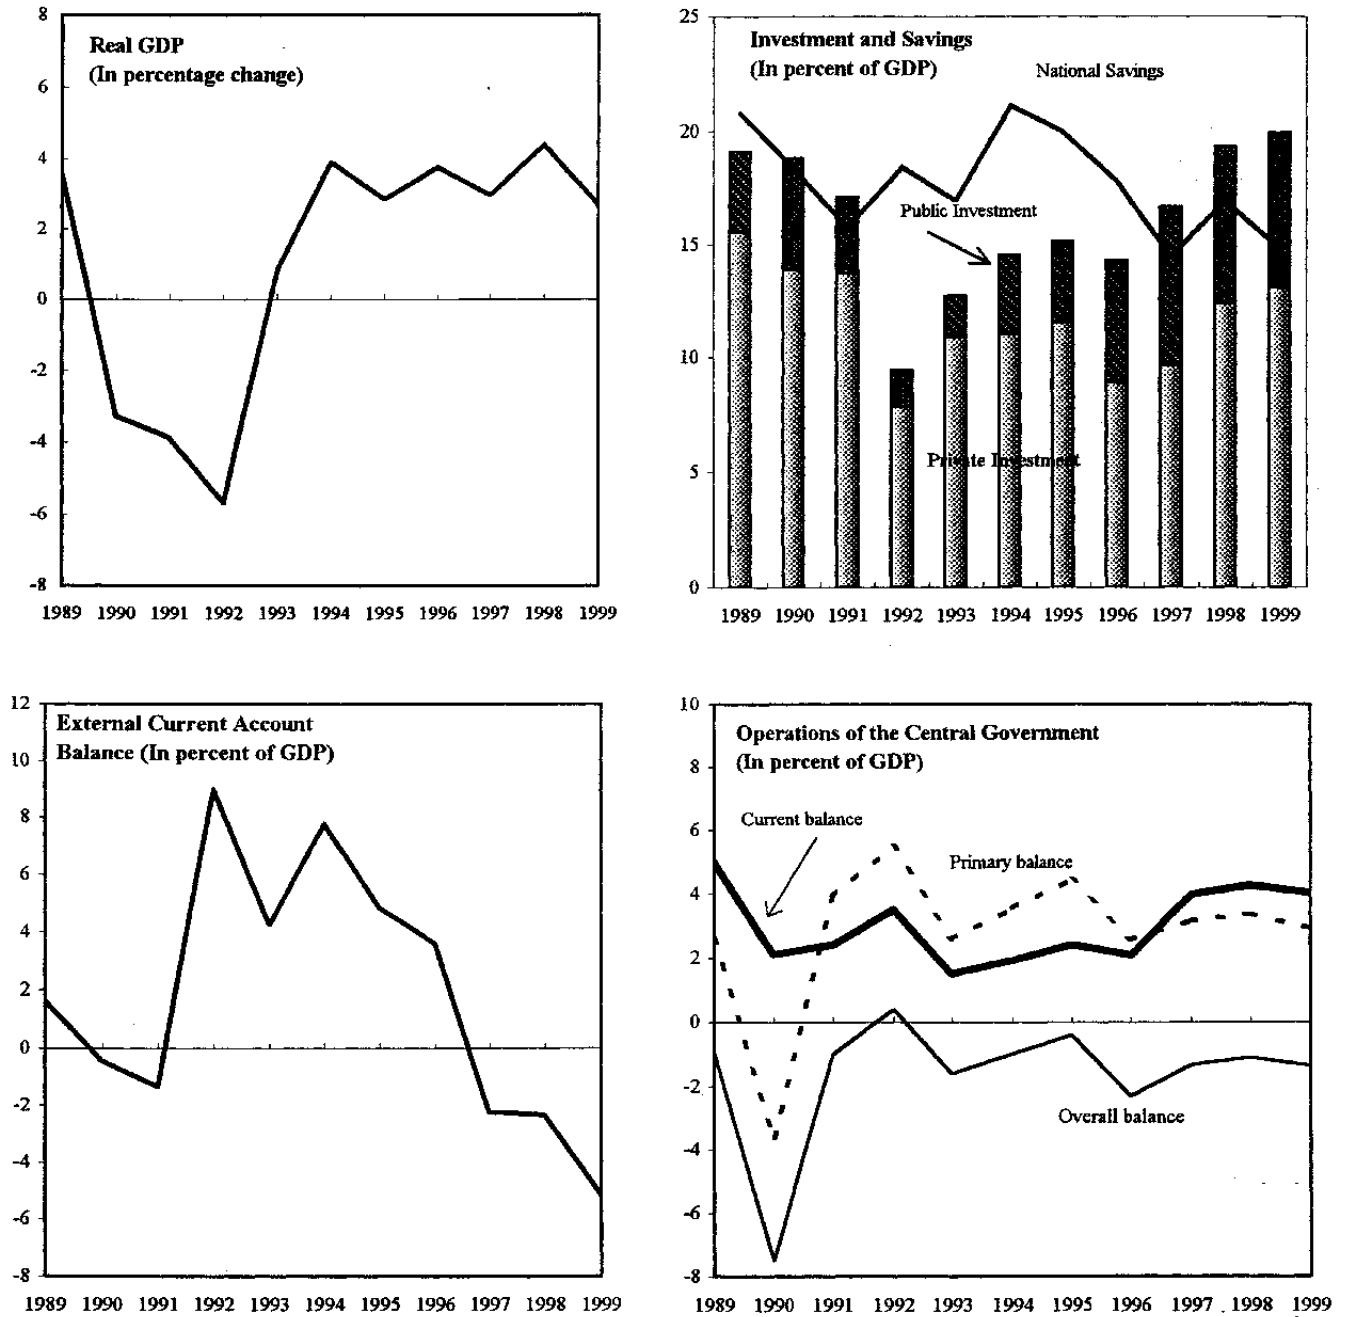 Real GDP
(In percentage change)
8
6
4
2
0
-2
-4
-6
-8
1989 1990 1991 1992 1993 1994 1995 1996 1997 1998 1999
Investment and Savings
(In percent of GDP)
National Savings
Public Investment
Private Investment
25
20
15
10
5
0
1989 1990 1991 1992 1993 1994 1995 1996 1997 1998 1999
External Current Account
Balance (In percent of GDP)
12
10
8
6
4
2
0
-2
-4
-6
-8
1989 1990 1991 1992 1993 1994 1995 1996 1997 1998 1999
Operations of the Central Government
(In percent of GDP)
Current balance
Primary balance
Overall balance
10
8
6
4
2
0
-2
-4
-6
-8
1989 1990 1991 1992 1993 1994 1995 1996 1997 1998 1999